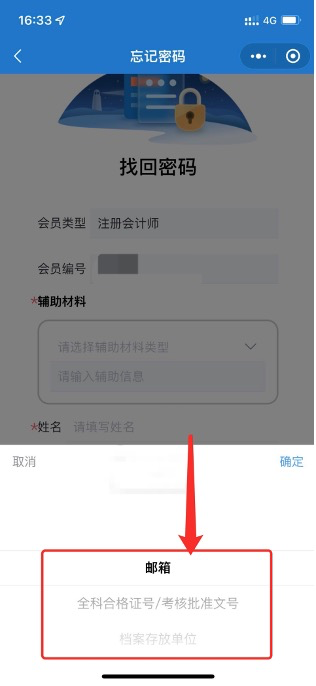 16:33
4G
忘记密码
找回密码
会员类型 注册会计师
会员编号
*辅助材料
请选择辅助材料类型
请输入辅助信息
*姓名 请填写姓名
取消 确定
邮箱
全科合格证号/考核批准文号
档案存放单位